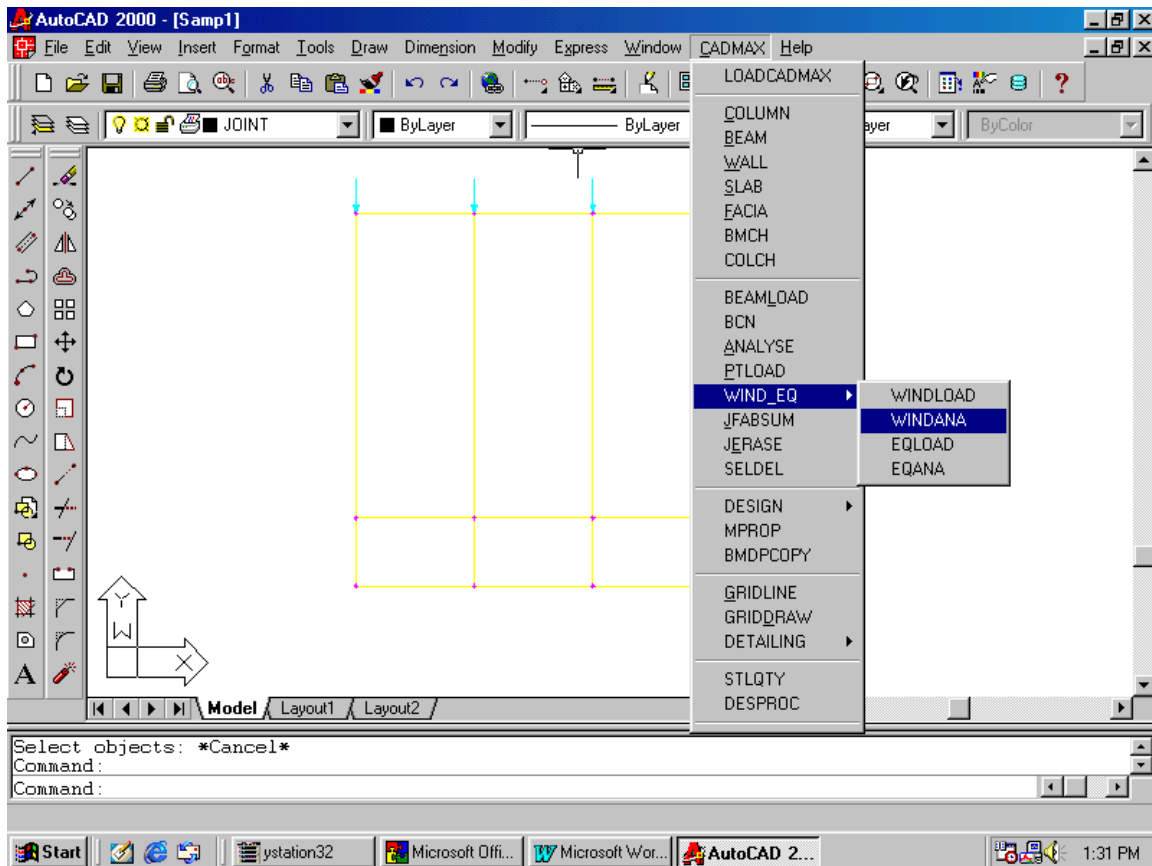 AutoCAD 2000 - [Samp1]
File Edit View Insert Format Tools Draw Dimension Modify Express Window CADMAX Help
JOINT ByLayer ByLayer ayer ByColor
LOADCADMAX
COLUMN
BEAM
WALL
SLAB
FACIA
BMCH
COLCH
BEAMLOAD
BCN
ANALYSE
PTLOAD
WIND_EQ
JFABSUM
JERASE
SELDEL
DESIGN
MPROP
BMDPCOPY
GRIDLINE
GRIDDRAW
DETAILING
STLQTY
DESPROC
WINDLOAD
WINDANA
EQLOAD
EQANA
Y
W
X
A
Model Layout1 Layout2
Select objects: *Cancel*
Command:
Command:
Start ystation32 Microsoft Offi... Microsoft Wor... AutoCAD 2... 1:31 PM